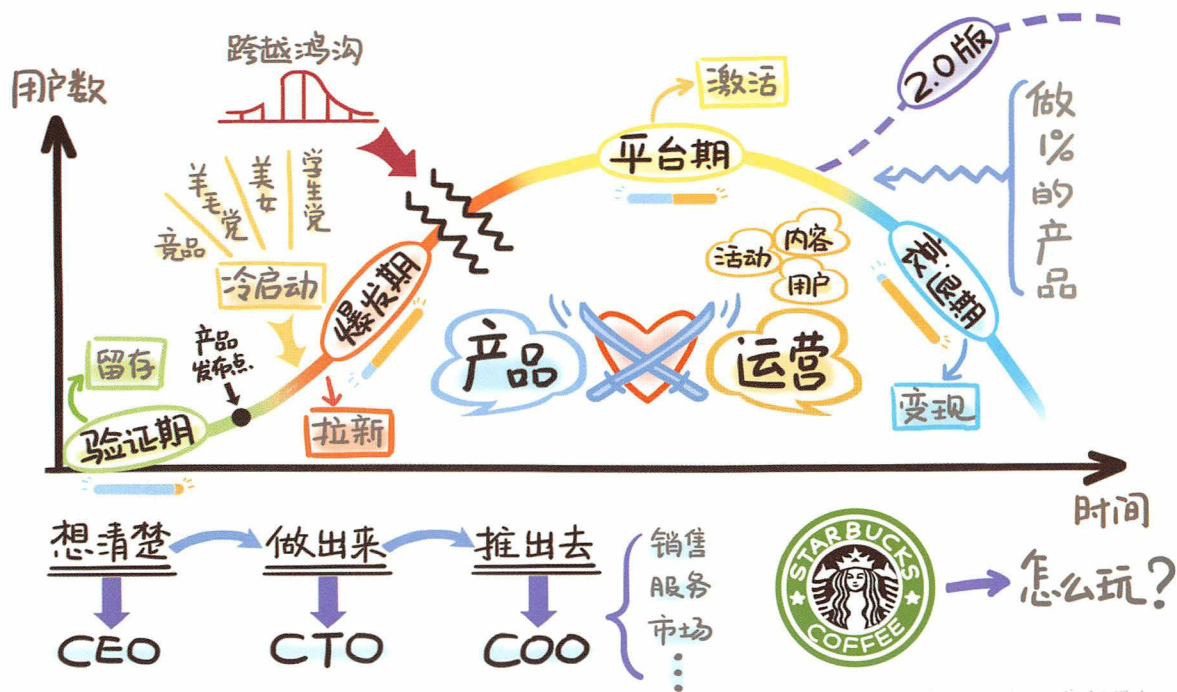 用户数
跨越鸿沟
竞品
羊毛党
美女
学生党
冷启动
产品
发布点
留存
验证期
爆发期
拉新
平台期
激活
2.0版
做1%的产品
衰退期
变现
活动
内容
用户
产品
运营
时间
想清楚
做出来
推出去
CEO
CTO
COO
销售
服务
市场
⋮
STARBUCKS
COFFEE
怎么玩?